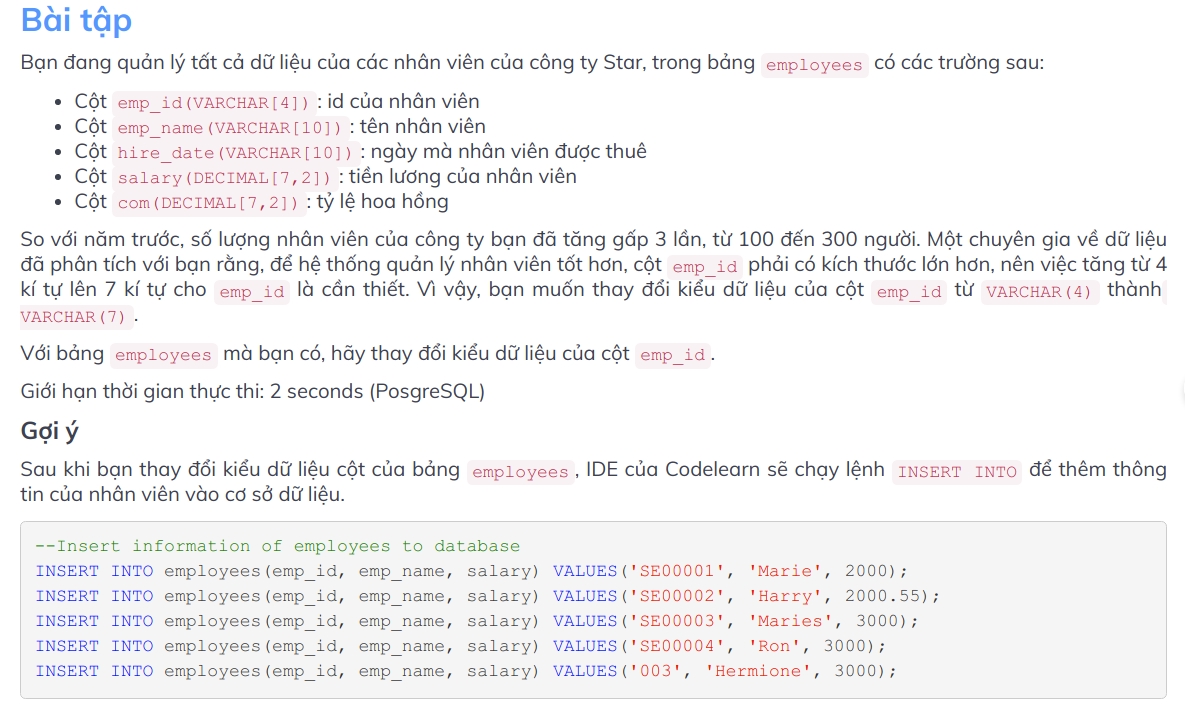 Bài tập
Bạn đang quản lý tất cả dữ liệu của các nhân viên của công ty Star, trong bảng employees có các trường sau:
• Cột emp_id(VARCHAR[4]) : id của nhân viên
• Cột emp_name(VARCHAR[10]) : tên nhân viên
• Cột hire_date(VARCHAR[10]) : ngày mà nhân viên được thuê
• Cột salary(DECIMAL[7,2]) : tiền lương của nhân viên
• Cột com(DECIMAL[7,2]) : tỷ lệ hoa hồng
So với năm trước, số lượng nhân viên của công ty bạn đã tăng gấp 3 lần, từ 100 đến 300 người. Một chuyên gia về dữ liệu
đã phân tích với bạn rằng, để hệ thống quản lý nhân viên tốt hơn, cột emp_id phải có kích thước lớn hơn, nên việc tăng từ 4
kí tự lên 7 kí tự cho emp_id là cần thiết. Vì vậy, bạn muốn thay đổi kiểu dữ liệu của cột emp_id từ VARCHAR(4) thành
VARCHAR(7) .
Với bảng employees mà bạn có, hãy thay đổi kiểu dữ liệu của cột emp_id .
Giới hạn thời gian thực thi: 2 seconds (PosgreSQL)
Gợi ý
Sau khi bạn thay đổi kiểu dữ liệu cột của bảng employees , IDE của Codelearn sẽ chạy lệnh INSERT INTO để thêm thông
tin của nhân viên vào cơ sở dữ liệu.
--Insert information of employees to database
INSERT INTO employees(emp_id, emp_name, salary) VALUES('SE00001', 'Marie', 2000);
INSERT INTO employees(emp_id, emp_name, salary) VALUES('SE00002', 'Harry', 2000.55);
INSERT INTO employees(emp_id, emp_name, salary) VALUES('SE00003', 'Maries', 3000);
INSERT INTO employees(emp_id, emp_name, salary) VALUES('SE00004', 'Ron', 3000);
INSERT INTO employees(emp_id, emp_name, salary) VALUES('003', 'Hermione', 3000);